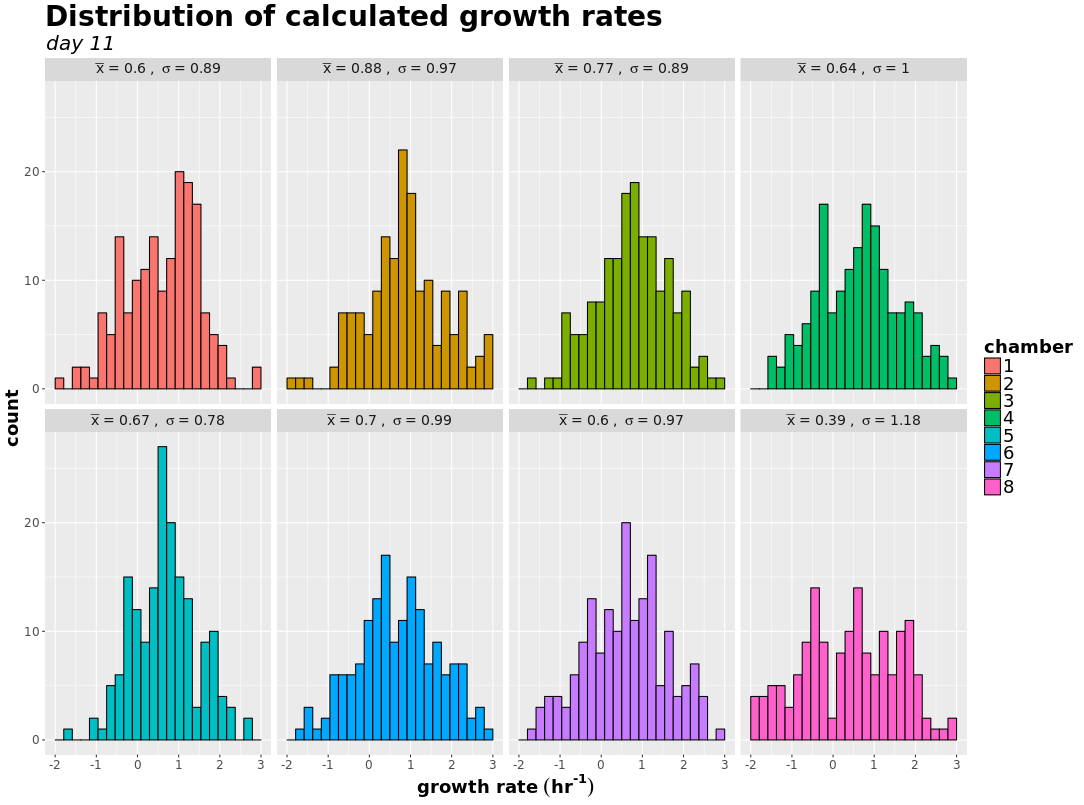 Distribution of calculated growth rates
day 11
x̅ = 0.6 , σ = 0.89
x̅ = 0.88 , σ = 0.97
x̅ = 0.77 , σ = 0.89
x̅ = 0.64 , σ = 1
20
10
0
x̅ = 0.67 , σ = 0.78
x̅ = 0.7 , σ = 0.99
x̅ = 0.6 , σ = 0.97
x̅ = 0.39 , σ = 1.18
20
10
0
-2 -1 0 1 2 3
-2 -1 0 1 2 3
-2 -1 0 1 2 3
-2 -1 0 1 2 3
count
growth rate (hr⁻¹)
chamber
1
2
3
4
5
6
7
8